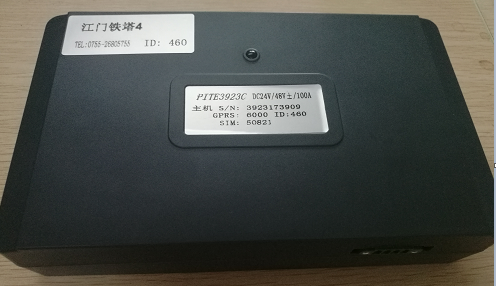 江门铁塔4
TEL:0755-26805755 ID: 460
PITE3923C DC24V/48V±/100A
主机 S/N: 3923173909
GPRS: 6000 ID:460
SIM: 50821